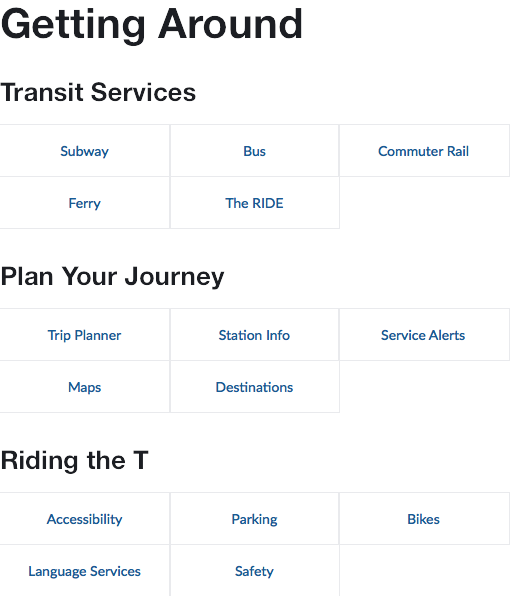 Getting Around
Transit Services
Subway Bus Commuter Rail
Ferry The RIDE
Plan Your Journey
Trip Planner Station Info Service Alerts
Maps Destinations
Riding the T
Accessibility Parking Bikes
Language Services Safety